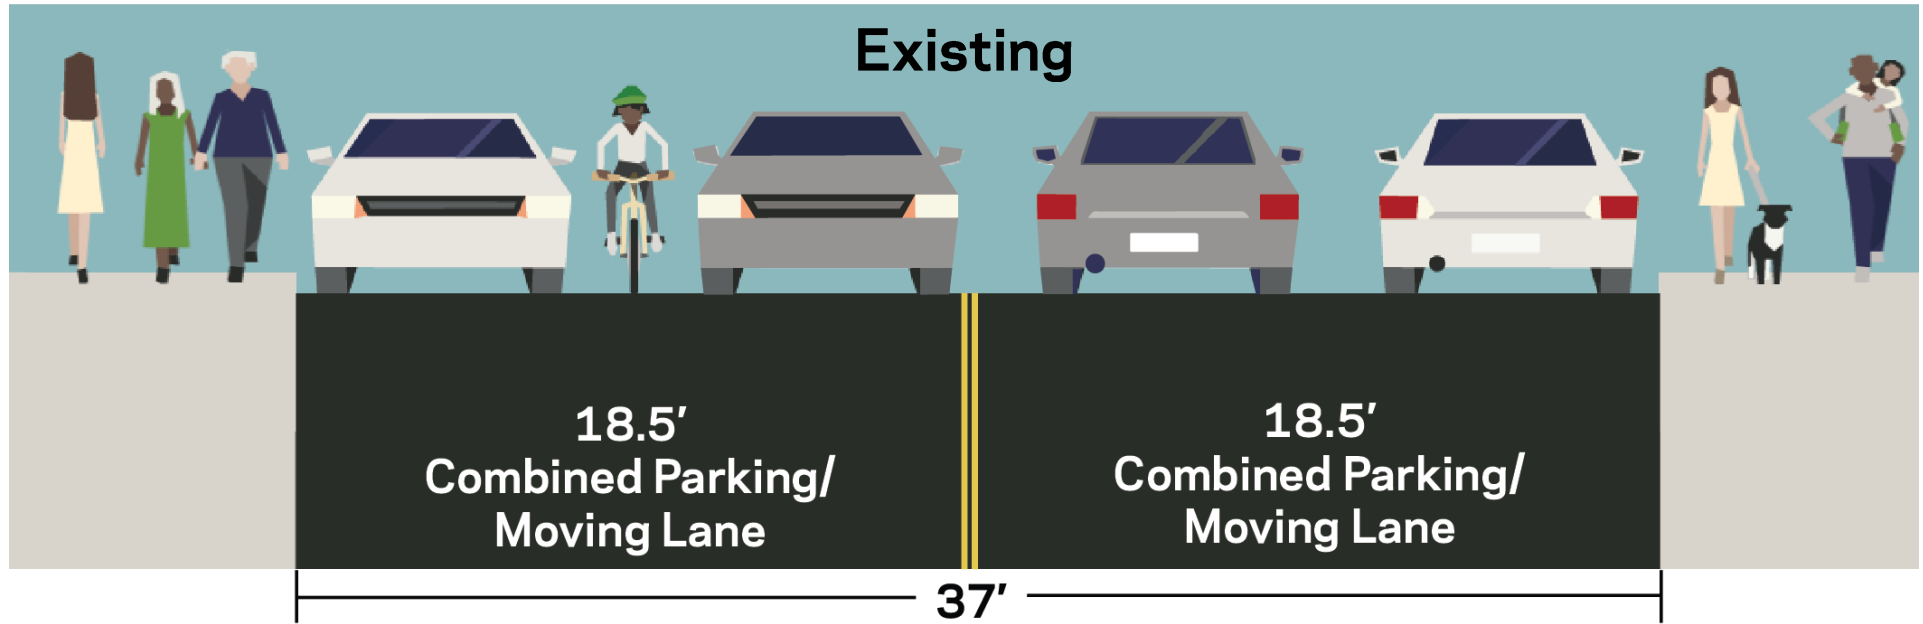 Existing
18.5′
Combined Parking/
Moving Lane
18.5′
Combined Parking/
Moving Lane
37′